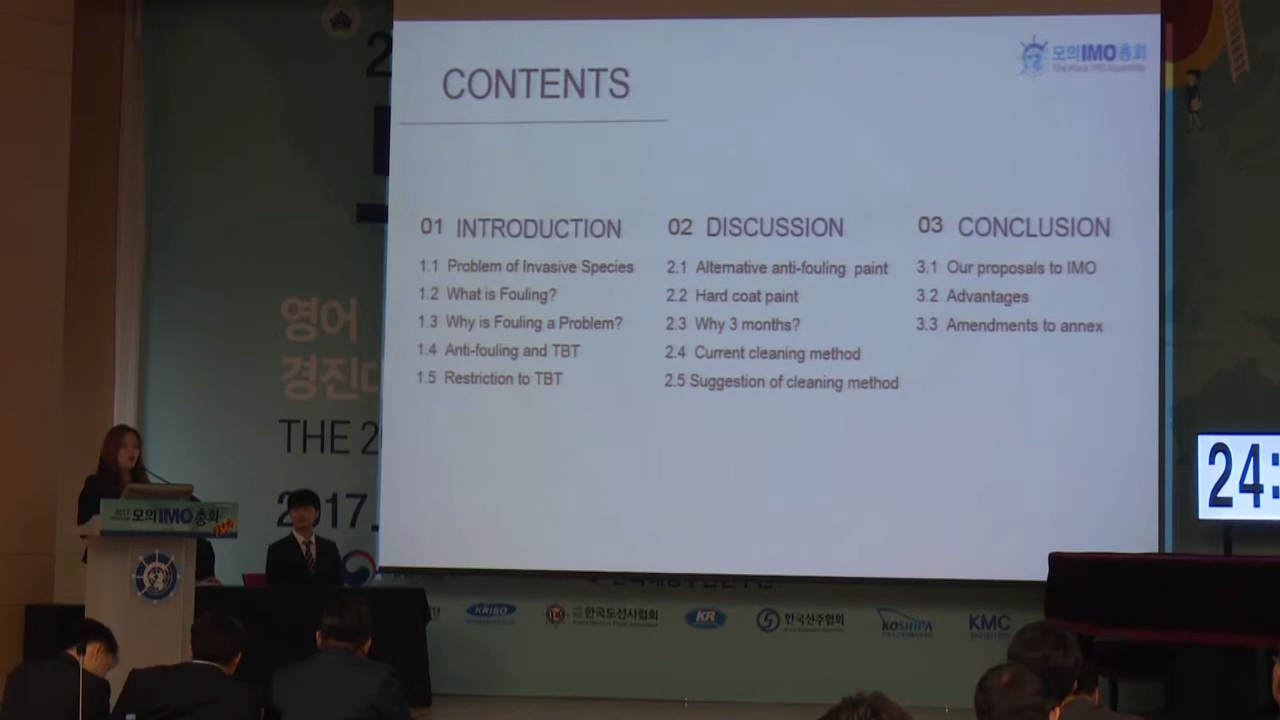 CONTENTS
모의IMO총회
The Mock IMO Assembly
01 INTRODUCTION
1.1 Problem of Invasive Species
1.2 What is Fouling?
1.3 Why is Fouling a Problem?
1.4 Anti-fouling and TBT
1.5 Restriction to TBT
02 DISCUSSION
2.1 Alternative anti-fouling paint
2.2 Hard coat paint
2.3 Why 3 months?
2.4 Current cleaning method
2.5 Suggestion of cleaning method
03 CONCLUSION
3.1 Our proposals to IMO
3.2 Advantages
3.3 Amendments to annex
2
영어
경진대
THE 2
2017.
24:
2017 모의IMO총회
KRISO
한국도선사협회
KR
한국선주협회
KOSHIPA
KMC